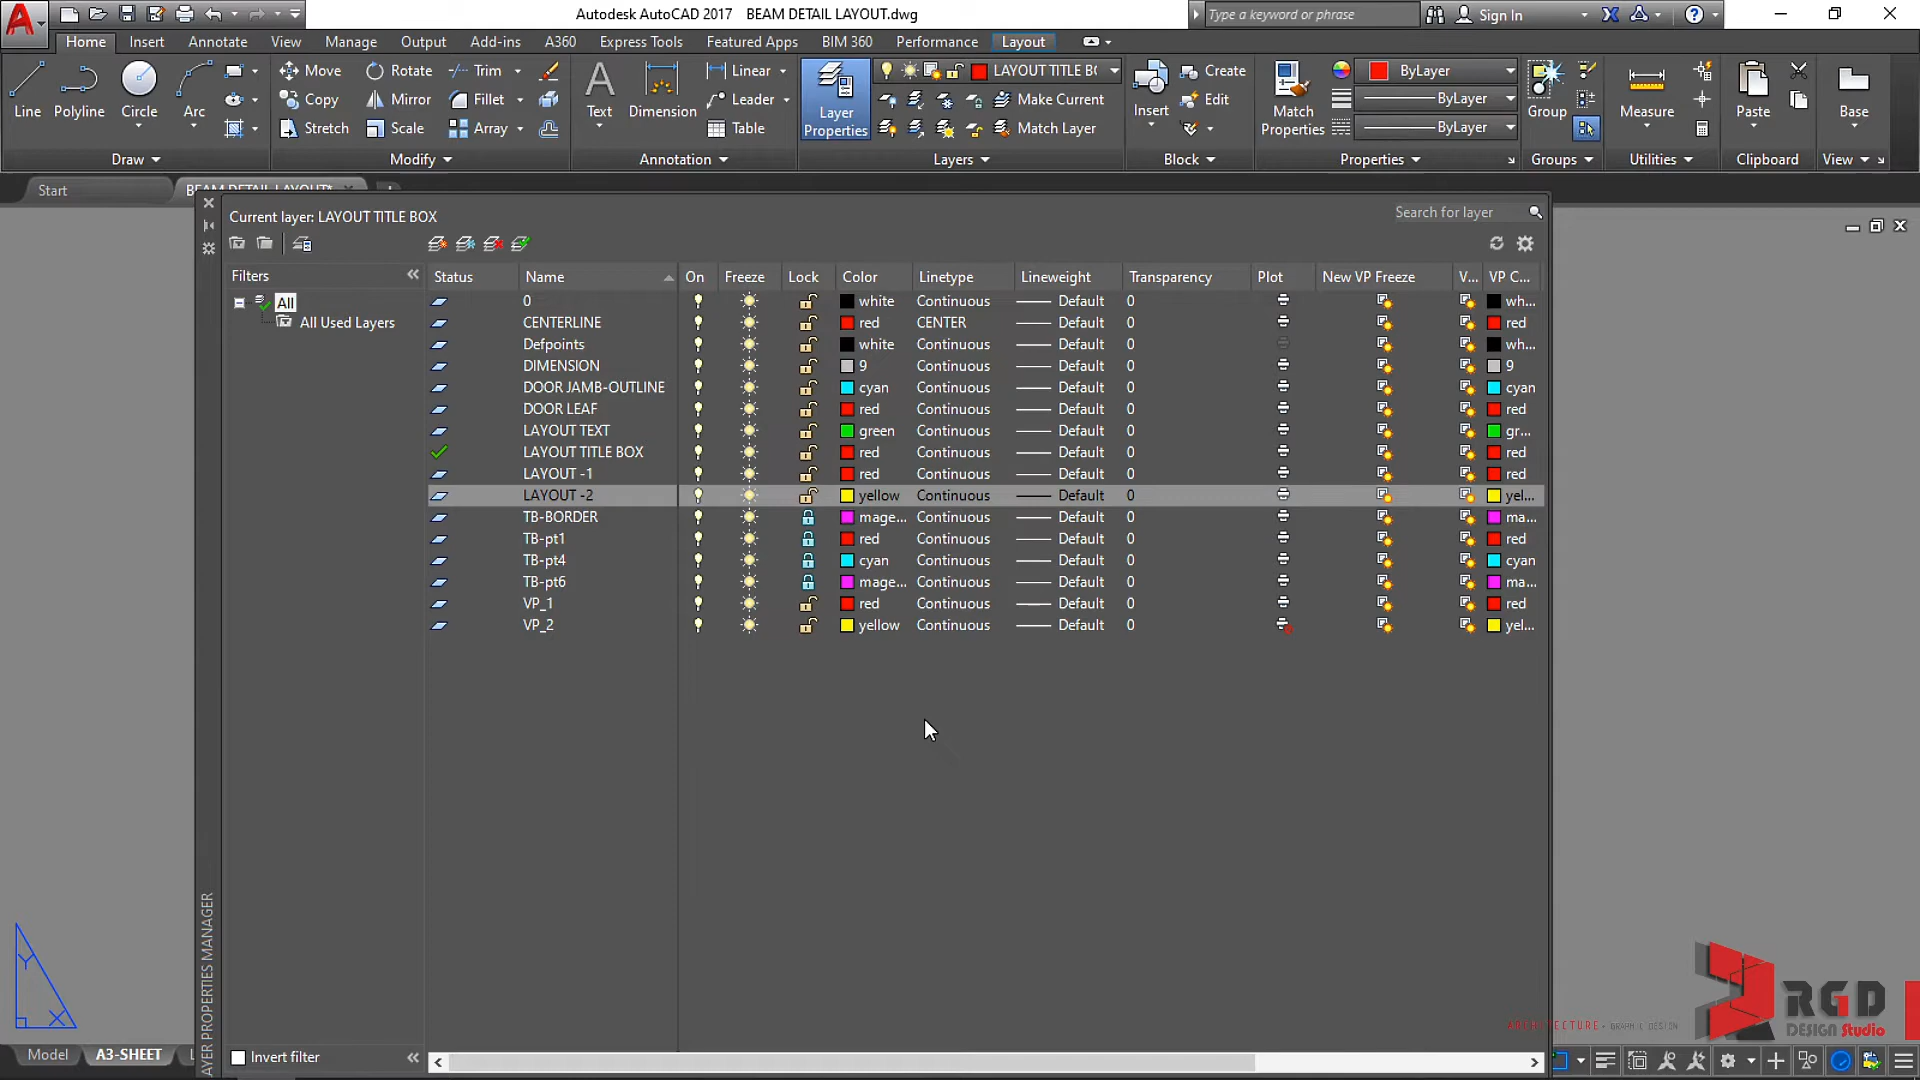 Autodesk AutoCAD 2017 BEAM DETAIL LAYOUT.dwg
Type a keyword or phrase
Sign In
Home Insert Annotate View Manage Output Add-ins A360 Express Tools Featured Apps BIM 360 Performance Layout
Line Polyline Circle Arc
Move Rotate Trim
Copy Mirror Fillet
Stretch Scale Array
Text Dimension
Linear
Leader
Table
Layer Properties
LAYOUT TITLE
Make Current
Match Layer
Insert
Create
Edit
Match Properties
ByLayer
ByLayer
ByLayer
Group
Measure
Paste
Base
Draw Modify Annotation Layers Block Properties Groups Utilities Clipboard View
Start
BEAM DETAIL LAYOUT*
Current layer: LAYOUT TITLE BOX
Search for layer
Filters
All
All Used Layers
Status Name On Freeze Lock Color Linetype Lineweight Transparency Plot New VP Freeze V... VP C...
0 white Continuous Default 0 wh...
CENTERLINE red CENTER Default 0 red
Defpoints white Continuous Default 0 wh...
DIMENSION 9 Continuous Default 0 9
DOOR JAMB-OUTLINE cyan Continuous Default 0 cyan
DOOR LEAF red Continuous Default 0 red
LAYOUT TEXT green Continuous Default 0 gr...
LAYOUT TITLE BOX red Continuous Default 0 red
LAYOUT -1 red Continuous Default 0 red
LAYOUT -2 yellow Continuous Default 0 yel...
TB-BORDER mage... Continuous Default 0 ma...
TB-pt1 red Continuous Default 0 red
TB-pt4 cyan Continuous Default 0 cyan
TB-pt6 mage... Continuous Default 0 ma...
VP_1 red Continuous Default 0 red
VP_2 yellow Continuous Default 0 yel...
Invert filter
LAYER PROPERTIES MANAGER
Y
X
Model A3-SHEET
RGD
DESIGN Studio
ARCHITECTURE • GRAPHIC DESIGN